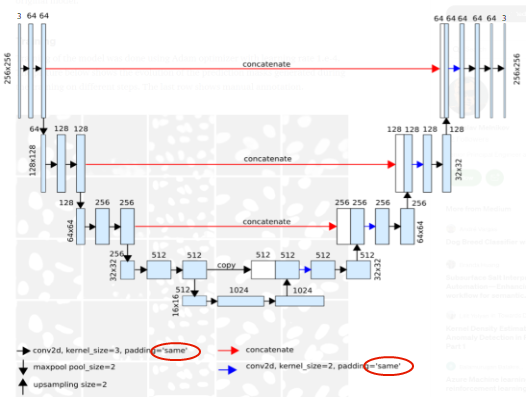 3 64 64
64 64 64 64 64 3
256x256
concatenate
256x256
64 128 128
128 128 128 128
128x128
concatenate
32x32
128 256 256
256 256 256 256
64x64
concatenate
64x64
256 512 512
512 512 512 512
32x32
copy
32x32
512 1024 1024
16x16
conv2d, kernel_size=3, padding='same'
concatenate
maxpool pool_size=2
conv2d, kernel_size=2, padding='same'
upsampling size=2